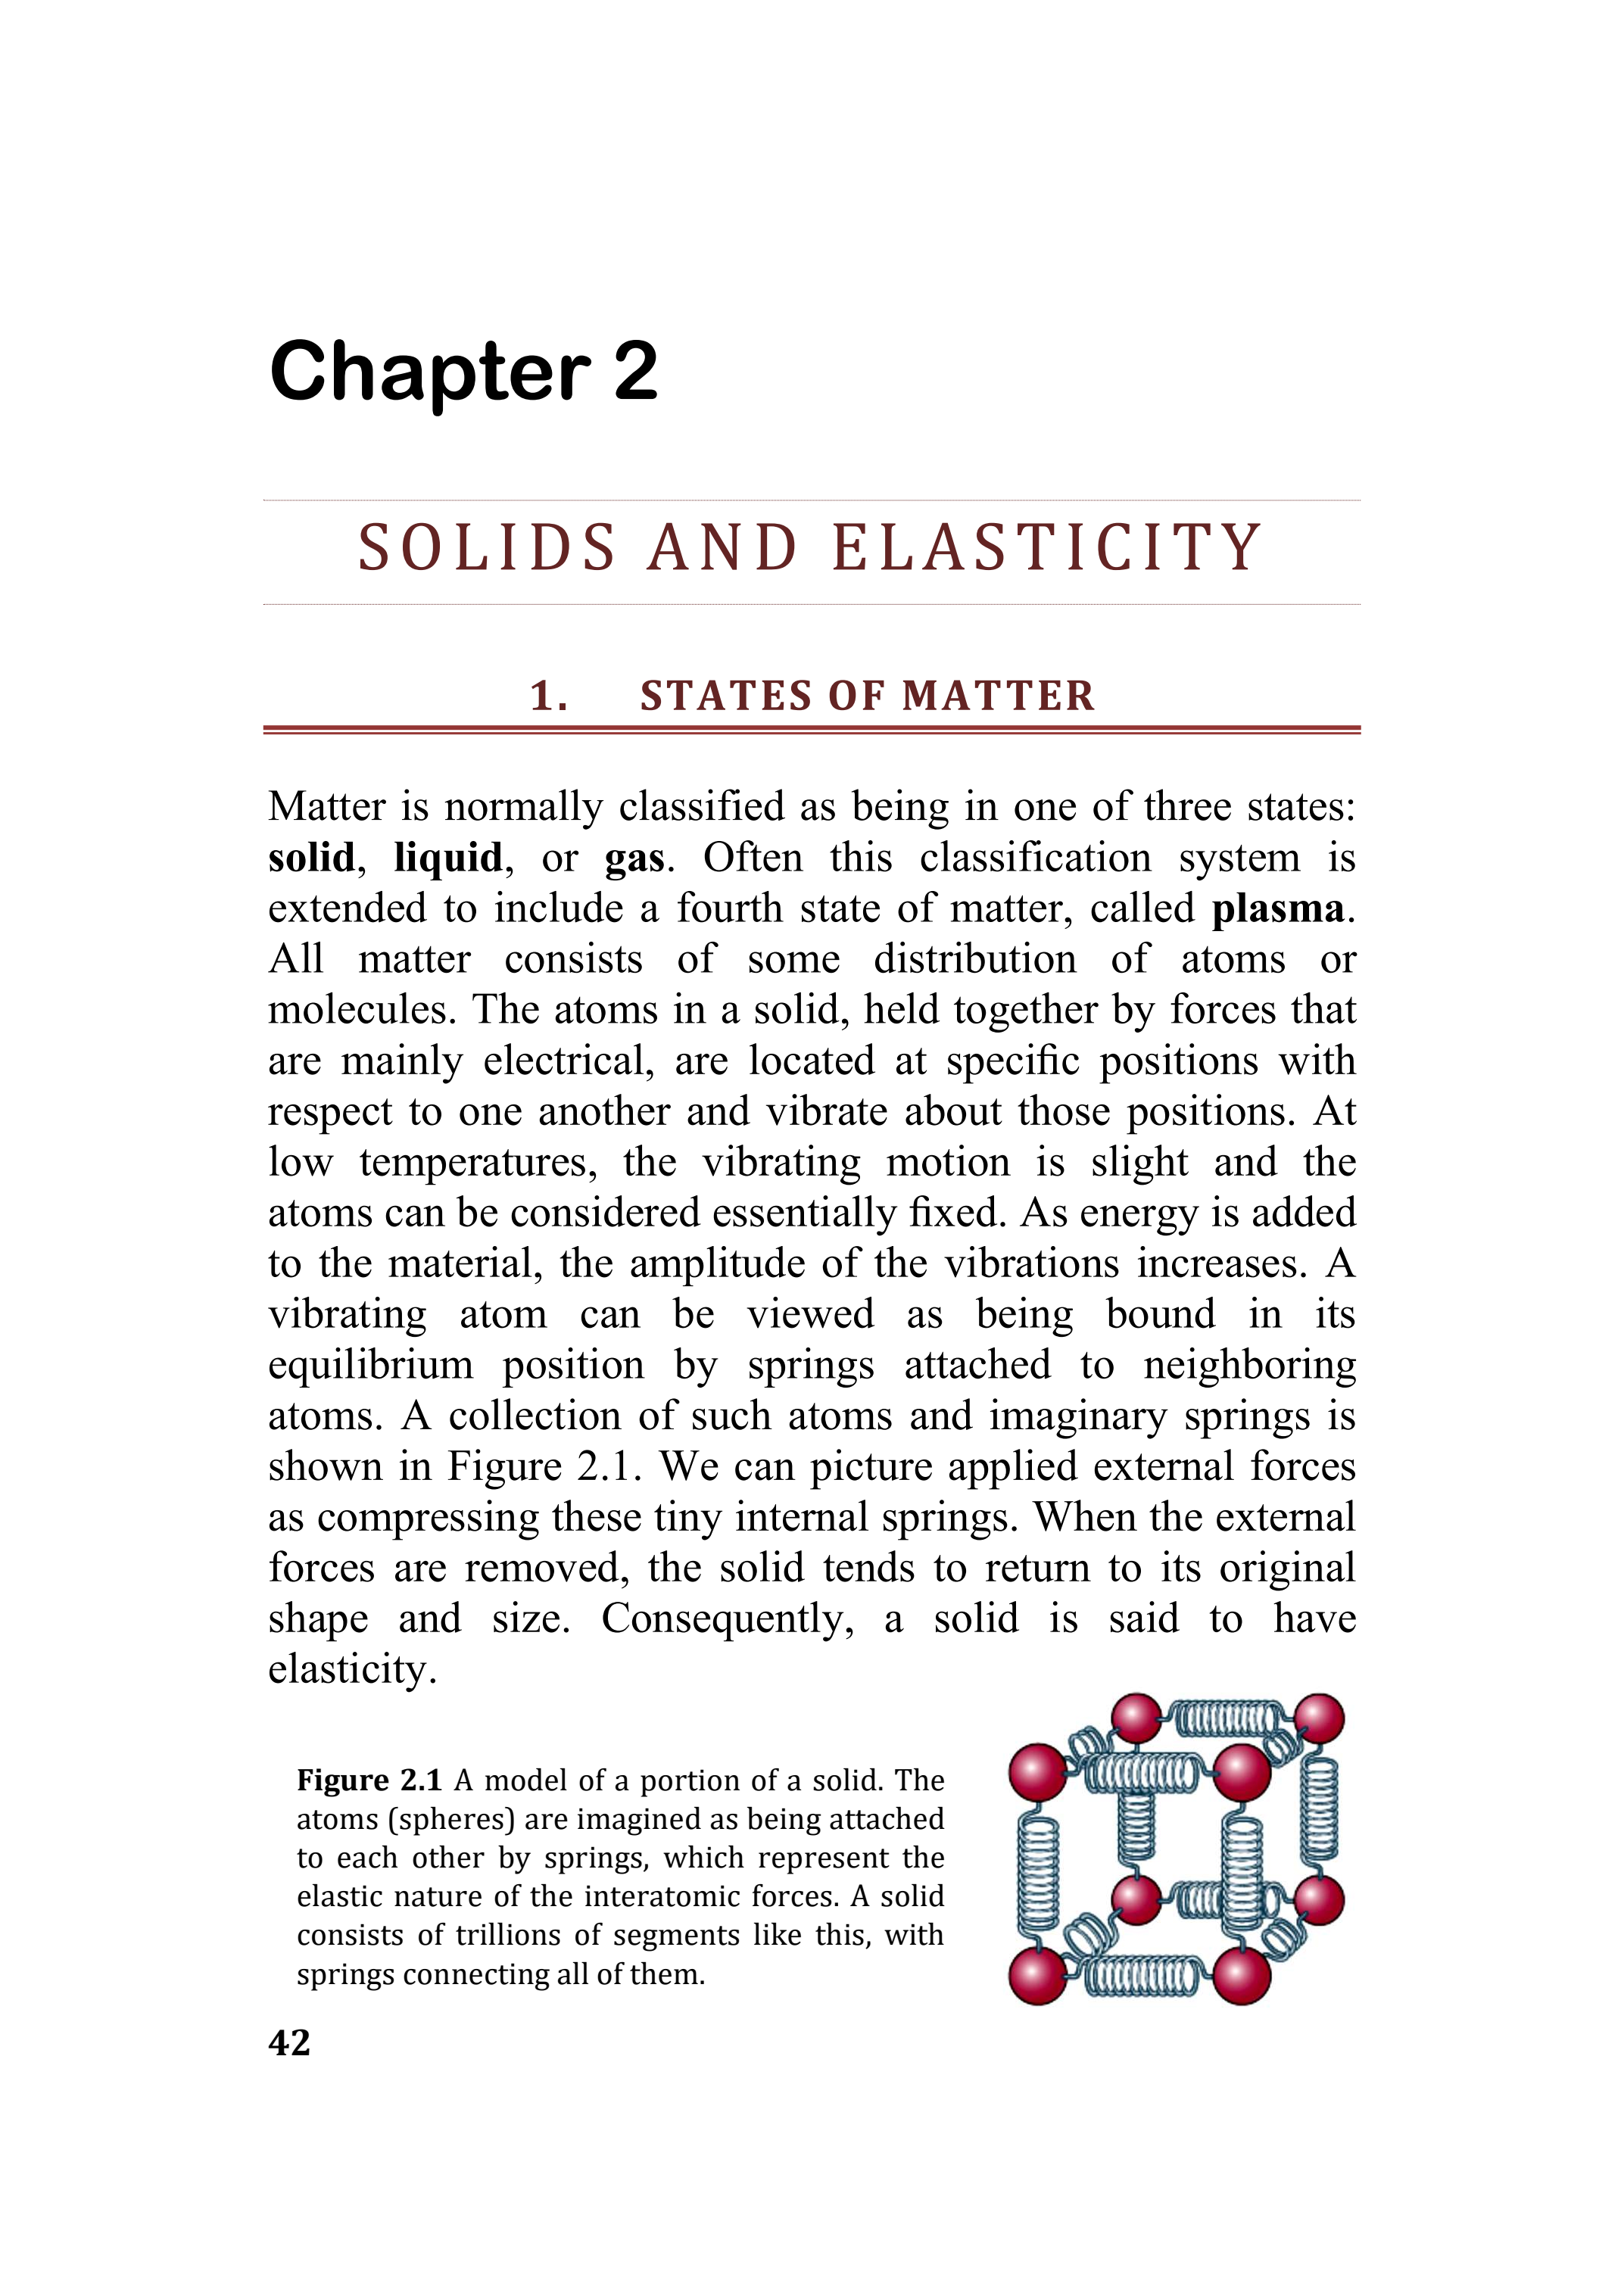 Chapter 2
SOLIDS AND ELASTICITY
1. STATES OF MATTER
Matter is normally classified as being in one of three states:
solid, liquid, or gas. Often this classification system is
extended to include a fourth state of matter, called plasma.
All matter consists of some distribution of atoms or
molecules. The atoms in a solid, held together by forces that
are mainly electrical, are located at specific positions with
respect to one another and vibrate about those positions. At
low temperatures, the vibrating motion is slight and the
atoms can be considered essentially fixed. As energy is added
to the material, the amplitude of the vibrations increases. A
vibrating atom can be viewed as being bound in its
equilibrium position by springs attached to neighboring
atoms. A collection of such atoms and imaginary springs is
shown in Figure 2.1. We can picture applied external forces
as compressing these tiny internal springs. When the external
forces are removed, the solid tends to return to its original
shape and size. Consequently, a solid is said to have
elasticity.
Figure 2.1 A model of a portion of a solid. The
atoms (spheres) are imagined as being attached
to each other by springs, which represent the
elastic nature of the interatomic forces. A solid
consists of trillions of segments like this, with
springs connecting all of them.
42